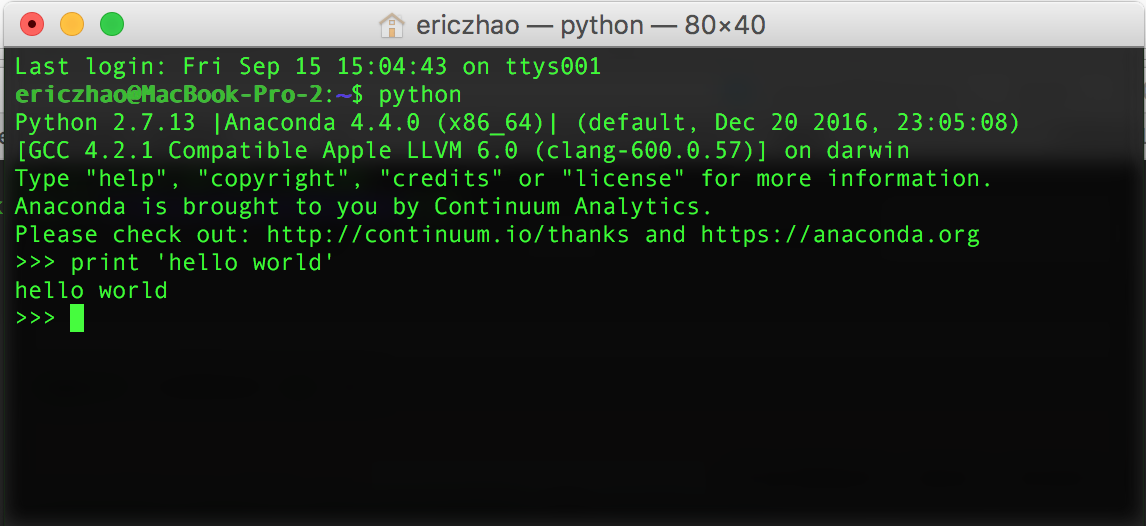 ericzhao — python — 80×40
Last login: Fri Sep 15 15:04:43 on ttys001
ericzhao@MacBook-Pro-2:~$ python
Python 2.7.13 |Anaconda 4.4.0 (x86_64)| (default, Dec 20 2016, 23:05:08)
[GCC 4.2.1 Compatible Apple LLVM 6.0 (clang-600.0.57)] on darwin
Type "help", "copyright", "credits" or "license" for more information.
Anaconda is brought to you by Continuum Analytics.
Please check out: http://continuum.io/thanks and https://anaconda.org
>>> print 'hello world'
hello world
>>>